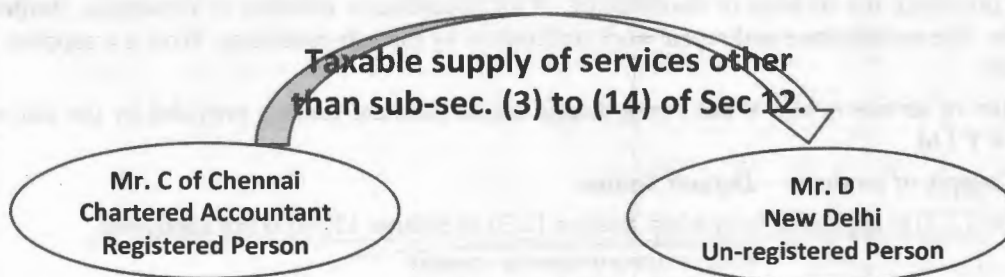 Taxable supply of services other
than sub-sec. (3) to (14) of Sec 12
Mr. C of Chennai
Chartered Accountant
Registered Person
Mr. D
New Delhi
Un-registered Person